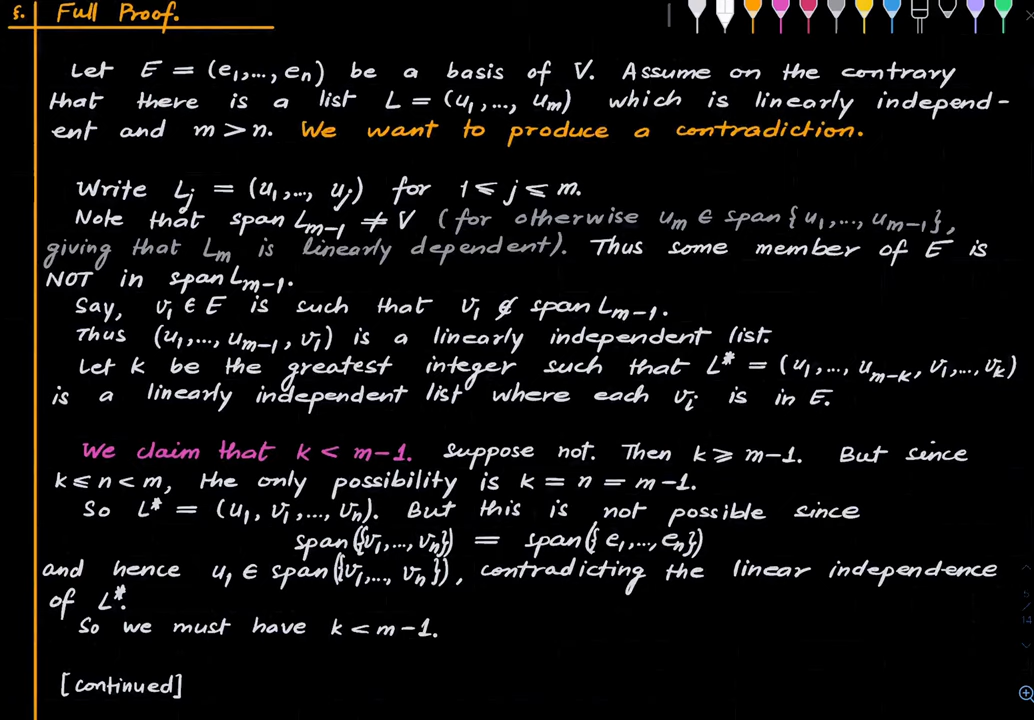 §. Full Proof.
Let E = (e₁,..., eₙ) be a basis of V. Assume on the contrary
that there is a list L = (u₁,..., uₘ) which is linearly independ-
ent and m > n. We want to produce a contradiction.
Write Lⱼ = (u₁,..., uⱼ) for 1 ≤ j ≤ m.
Note that span Lₘ₋₁ ≠ V (for otherwise uₘ ∈ span{u₁,..., uₘ₋₁},
giving that Lₘ is linearly dependent). Thus some member of E is
NOT in span Lₘ₋₁.
Say, v₁ ∈ E is such that v₁ ∉ span Lₘ₋₁.
Thus (u₁,..., uₘ₋₁, v₁) is a linearly independent list.
Let k be the greatest integer such that L* = (u₁,..., uₘ₋ₖ, v₁,..., vₖ)
is a linearly independent list where each vᵢ is in E.
We claim that k < m-1. Suppose not. Then k ≥ m-1. But since
k ≤ n < m, the only possibility is k = n = m-1.
So L* = (u₁, v₁,..., vₙ). But this is not possible since
span({v₁,..., vₙ}) = span({e₁,..., eₙ})
and hence u₁ ∈ span({v₁,..., vₙ}), contradicting the linear independence
of L*.
So we must have k < m-1.
[continued]
5
14